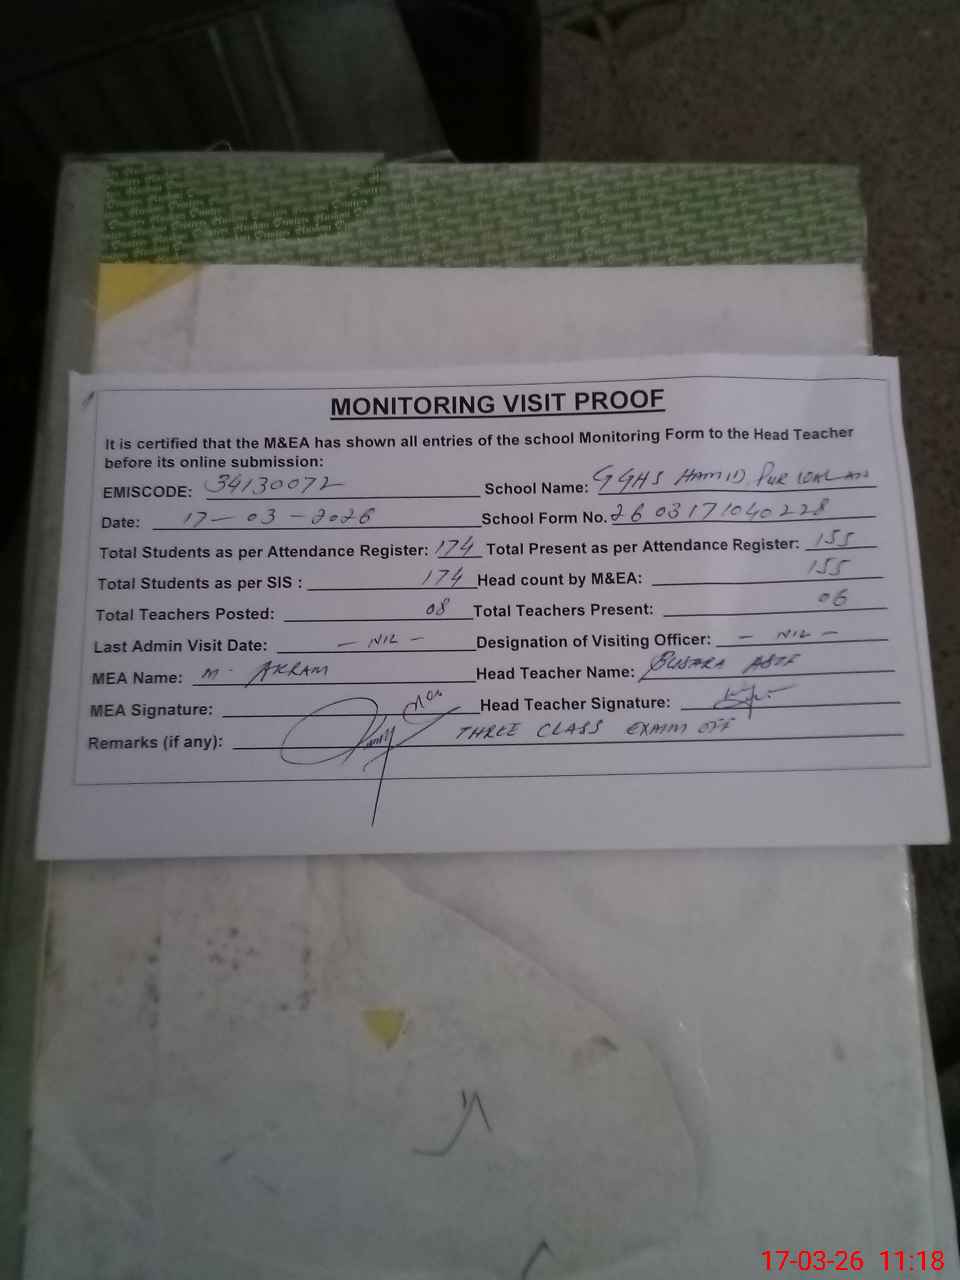 MONITORING VISIT PROOF
It is certified that the M&EA has shown all entries of the school Monitoring Form to the Head Teacher
before its online submission:
EMISCODE: 34130072 School Name: GGHS HAMID PUR
Date: 17-03-2026 School Form No. 26 03171040228
Total Students as per Attendance Register: 174 Total Present as per Attendance Register: 155
Total Students as per SIS : 174 Head count by M&EA: 155
Total Teachers Posted: 08 Total Teachers Present: 06
Last Admin Visit Date: - NIL - Designation of Visiting Officer: - NIL -
MEA Name: M. AKRAM Head Teacher Name: BUSHRA
MEA Signature: Head Teacher Signature:
Remarks (if any): THREE CLASS EXAM OFF
17-03-26 11:18